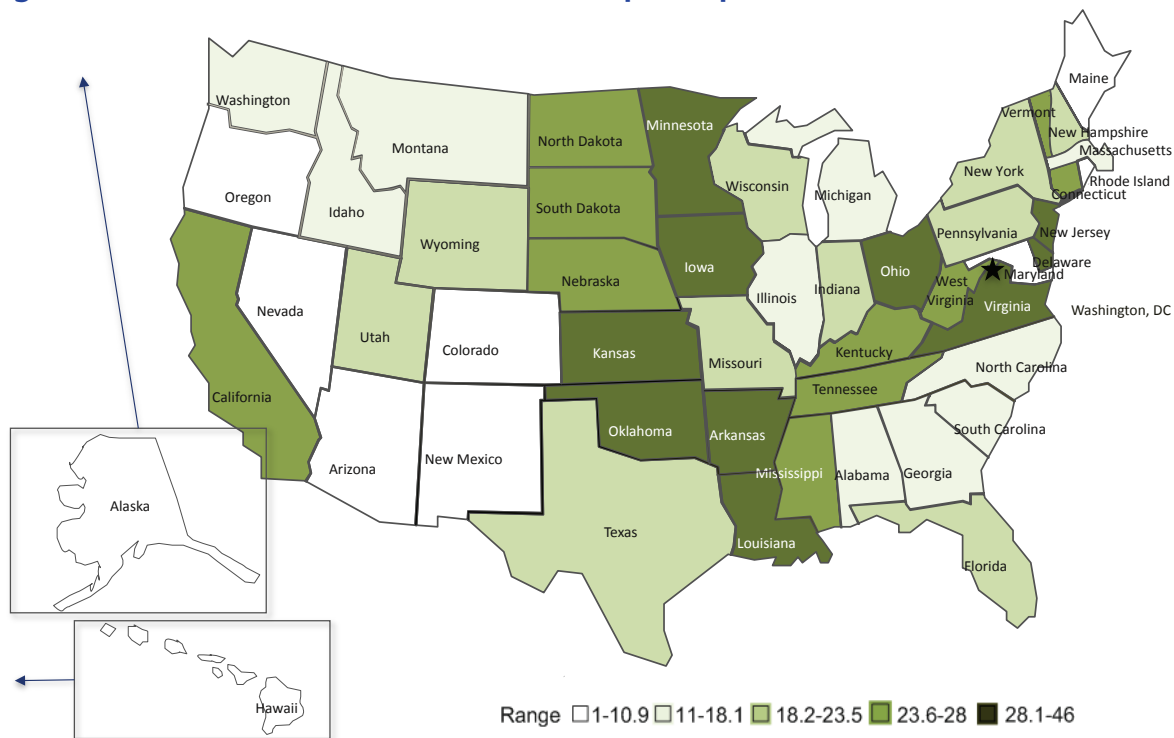 Maine
Washington
Vermont
Minnesota
New Hampshire
North Dakota
Montana
Massachusetts
New York
Rhode Island
Wisconsin
Michigan
Connecticut
Oregon
Idaho
South Dakota
New Jersey
Pennsylvania
Wyoming
Delaware
Iowa
Ohio
Maryland
Nebraska
West
Virginia
Indiana
Illinois
Virginia
Washington, DC
Nevada
Utah
Colorado
Kansas
Kentucky
Missouri
North Carolina
Tennessee
California
South Carolina
Oklahoma
Arkansas
New Mexico
Arizona
Mississippi
Alabama
Georgia
Alaska
Texas
Louisiana
Florida
Hawaii
Range 1-10.9 11-18.1 18.2-23.5 23.6-28 28.1-46